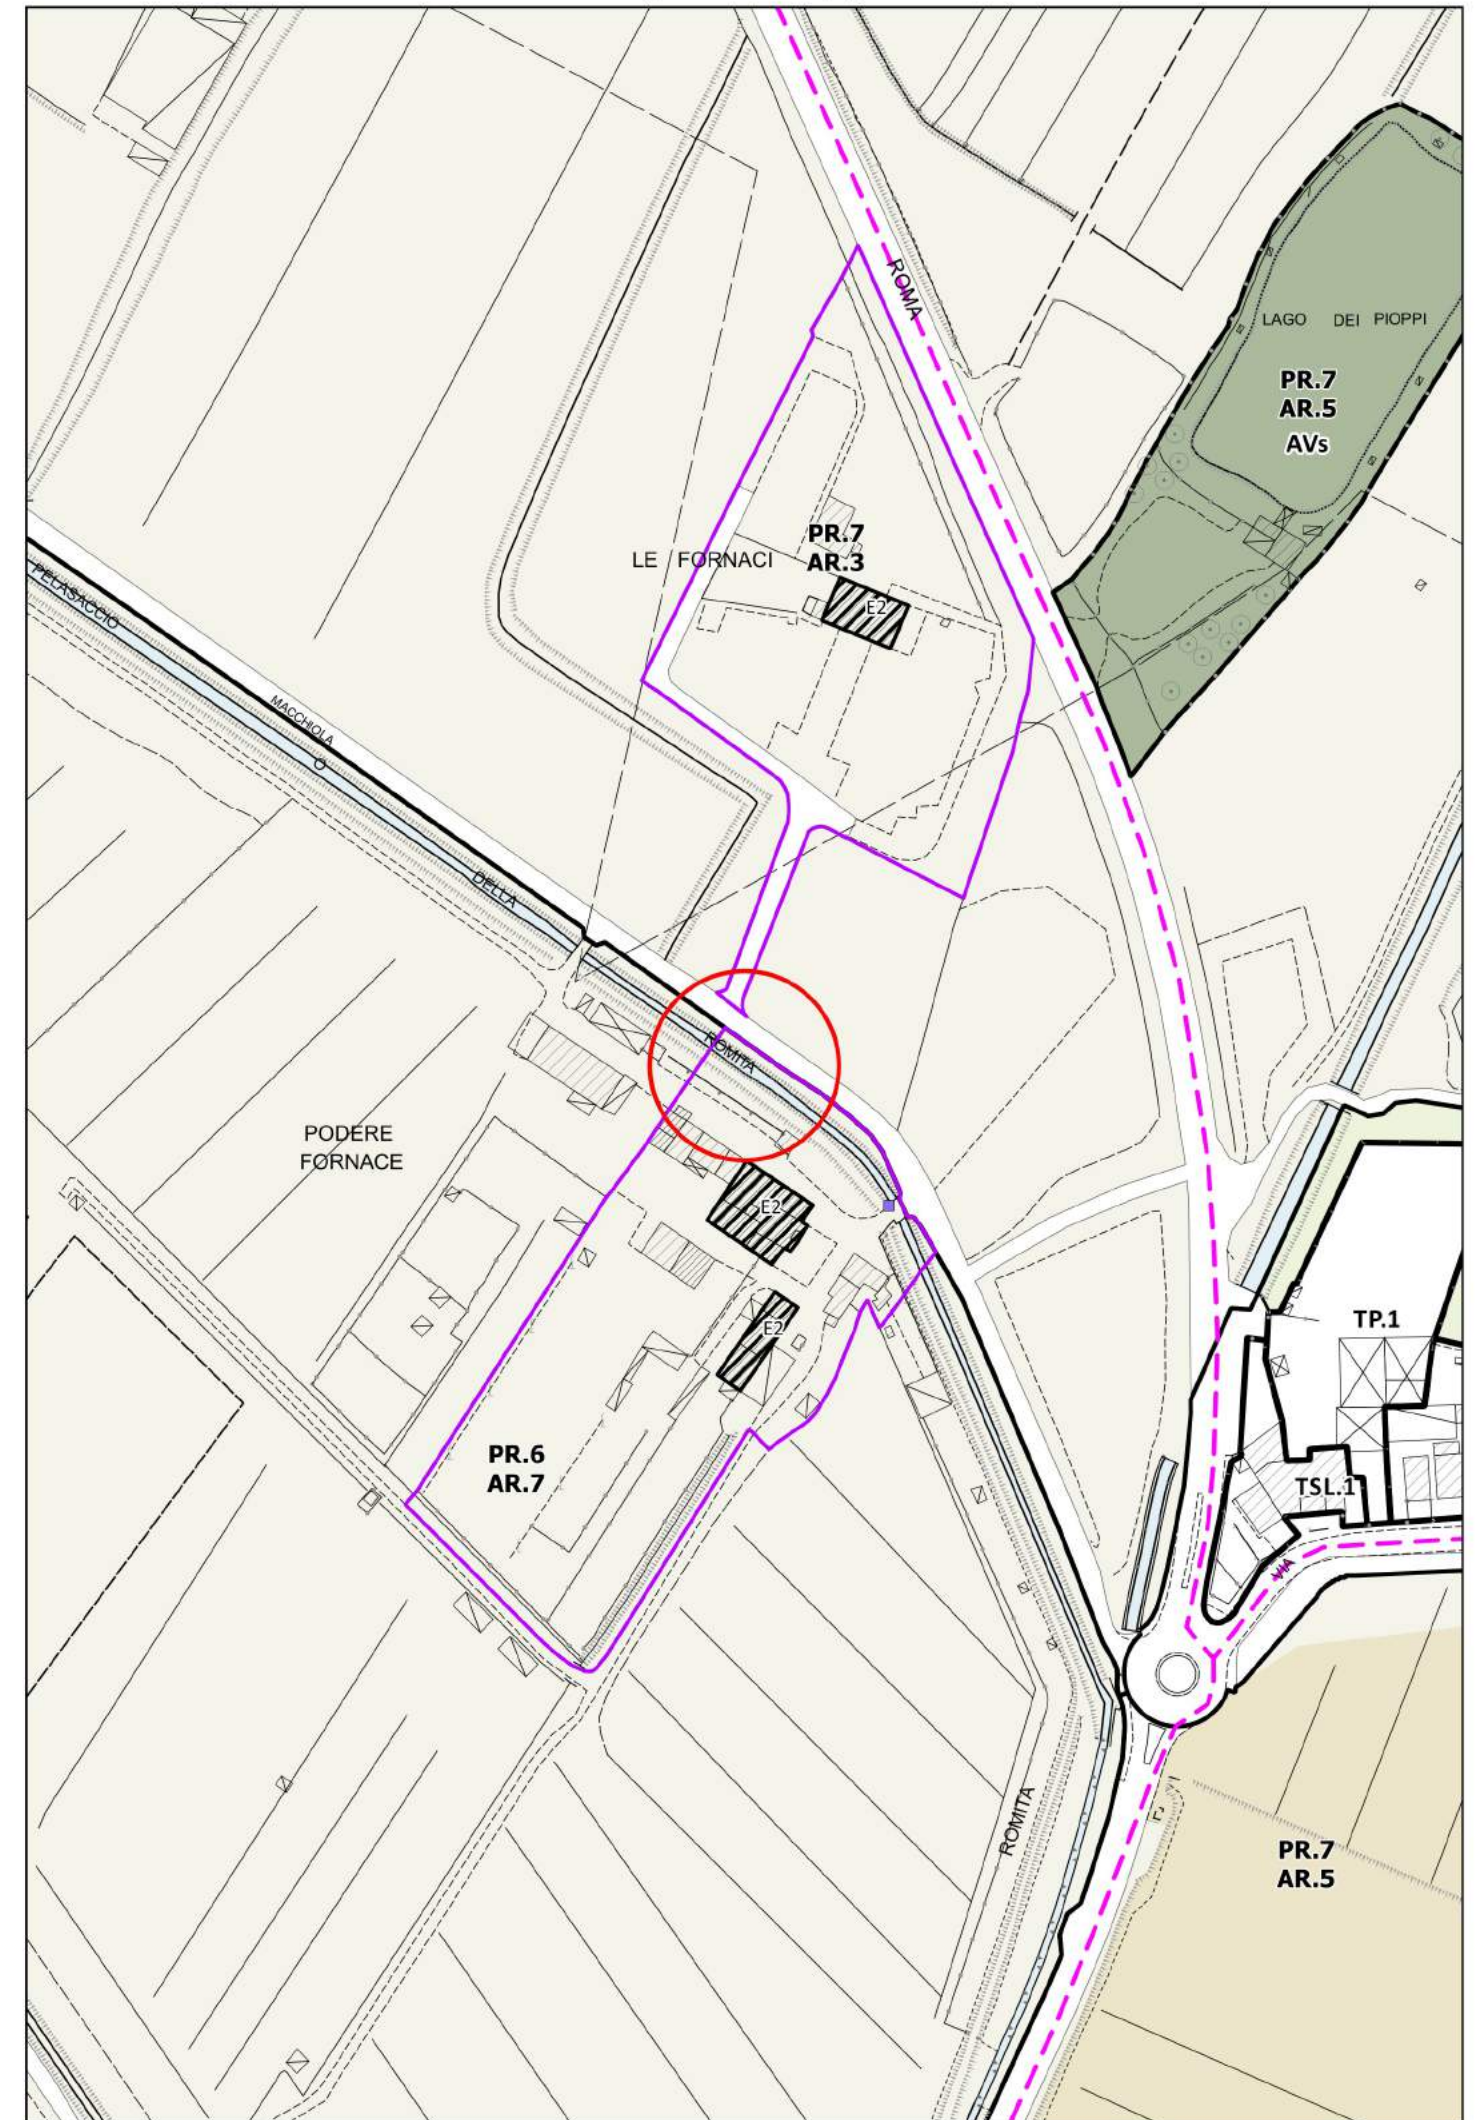 ROMA
LAGO DEI PIOPPI
PR.7
AR.5
AVs
PR.7
AR.3
LE FORNACI
E2
PELASACCIO
MACCHIOLA
O
DELLA
ROMITA
PODERE
FORNACE
E2
E2
TP.1
PR.6
AR.7
TSL.1
VIA
ROMITA
PR.7
AR.5